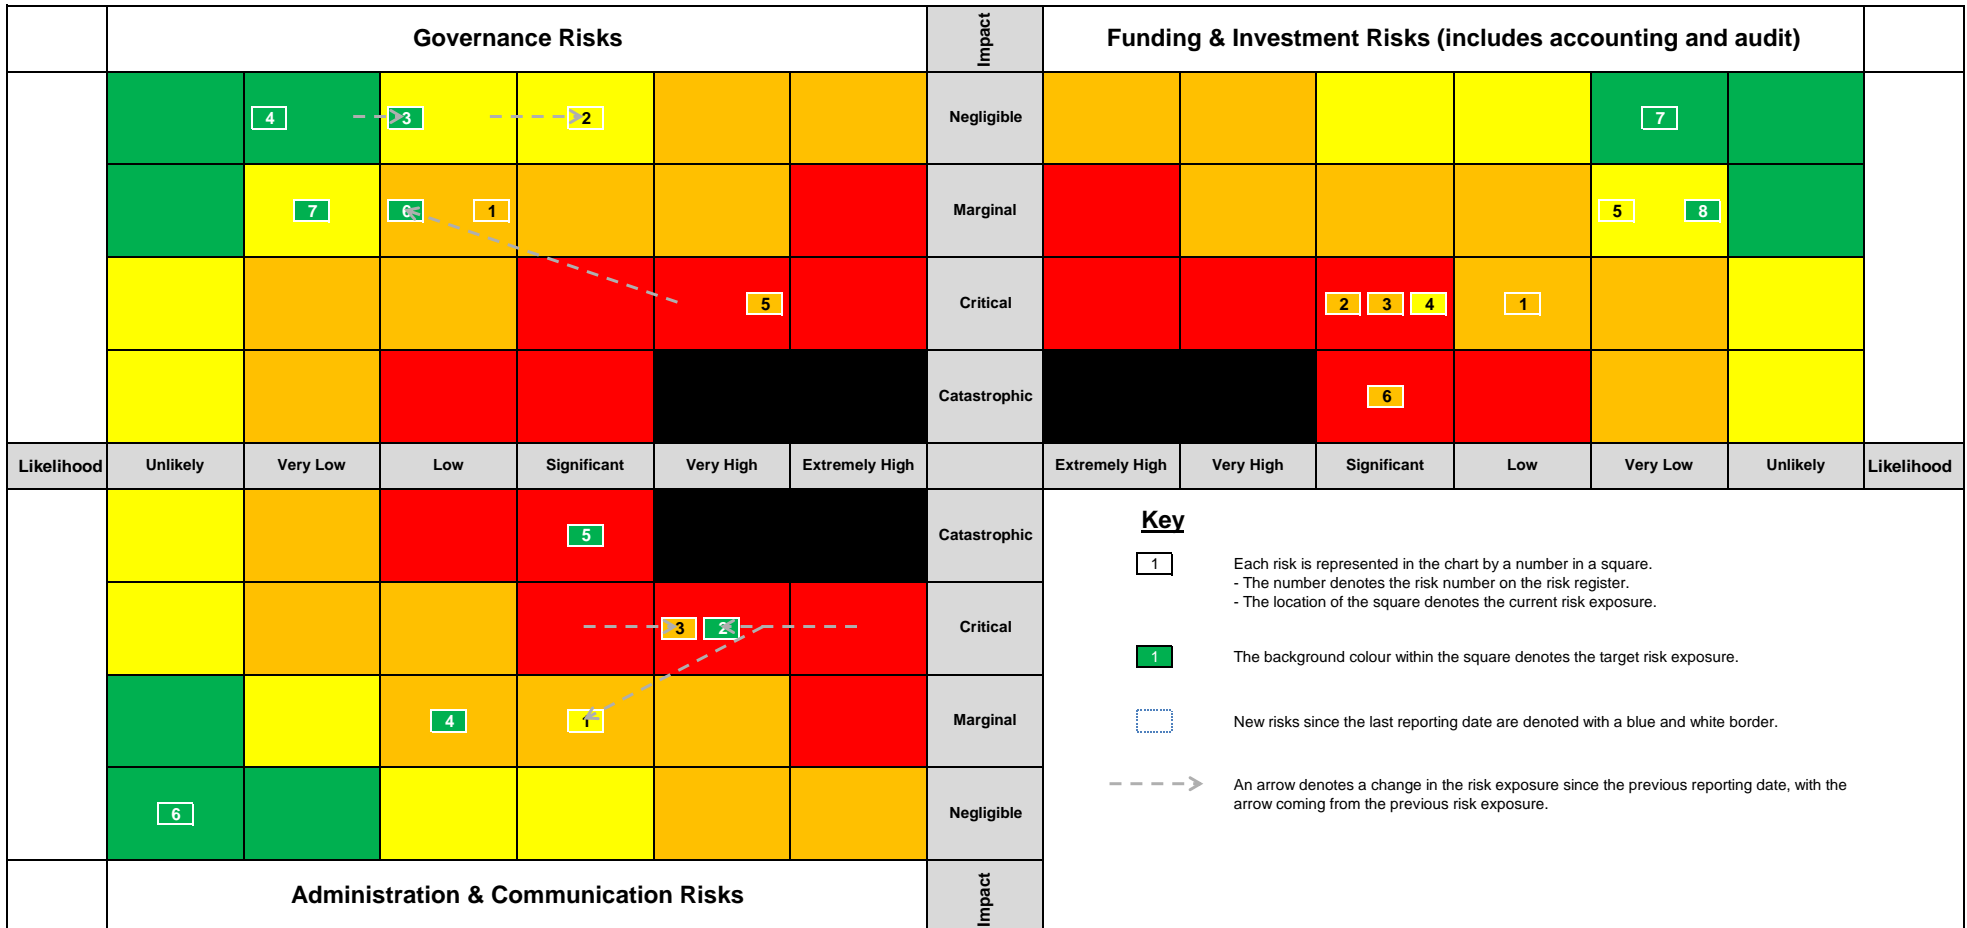 Governance Risks
Impact
Funding & Investment Risks (includes accounting and audit)
4
3
2
Negligible
7
7
6
1
Marginal
5
8
5
Critical
2
3
4
1
Catastrophic
6
Likelihood
Unlikely
Very Low
Low
Significant
Very High
Extremely High
Extremely High
Very High
Significant
Low
Very Low
Unlikely
Likelihood
5
Catastrophic
3
2
Critical
4
1
Marginal
6
Negligible
Administration & Communication Risks
Impact
Key
1
Each risk is represented in the chart by a number in a square.
- The number denotes the risk number on the risk register.
- The location of the square denotes the current risk exposure.
1
The background colour within the square denotes the target risk exposure.
New risks since the last reporting date are denoted with a blue and white border.
An arrow denotes a change in the risk exposure since the previous reporting date, with the
arrow coming from the previous risk exposure.